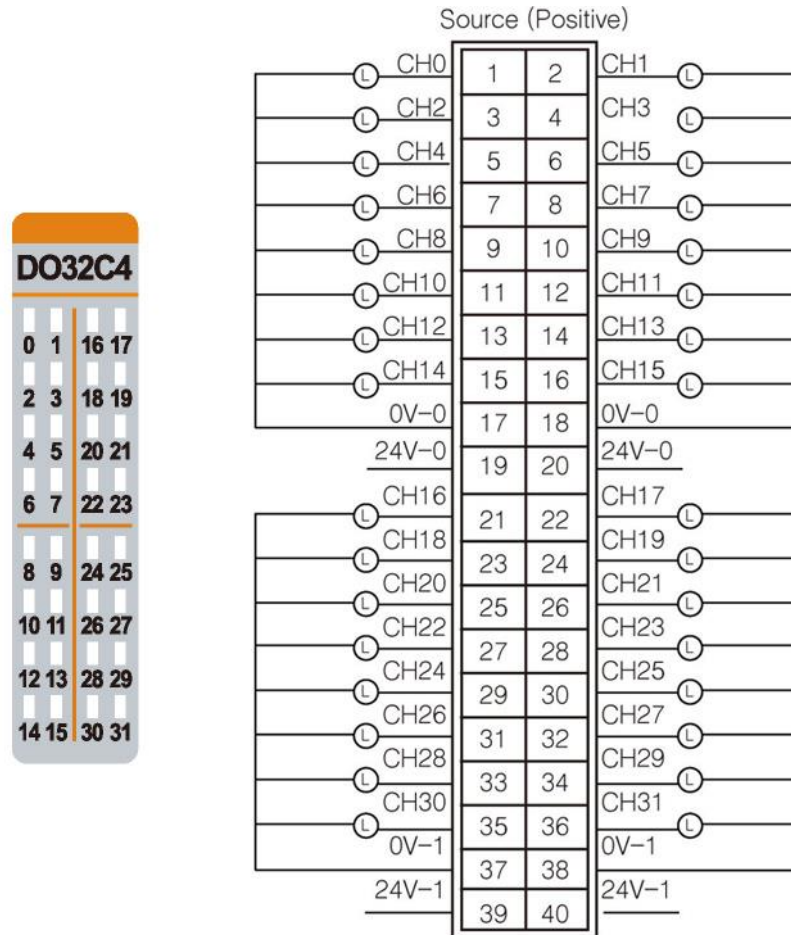 Source (Positive)
DO32C4
0 1 16 17
2 3 18 19
4 5 20 21
6 7 22 23
8 9 24 25
10 11 26 27
12 13 28 29
14 15 30 31
L CH0 1 2 CH1 L
L CH2 3 4 CH3 L
L CH4 5 6 CH5 L
L CH6 7 8 CH7 L
L CH8 9 10 CH9 L
L CH10 11 12 CH11 L
L CH12 13 14 CH13 L
L CH14 15 16 CH15 L
0V-0 17 18 0V-0
24V-0 19 20 24V-0
L CH16 21 22 CH17 L
L CH18 23 24 CH19 L
L CH20 25 26 CH21 L
L CH22 27 28 CH23 L
L CH24 29 30 CH25 L
L CH26 31 32 CH27 L
L CH28 33 34 CH29 L
L CH30 35 36 CH31 L
0V-1 37 38 0V-1
24V-1 39 40 24V-1